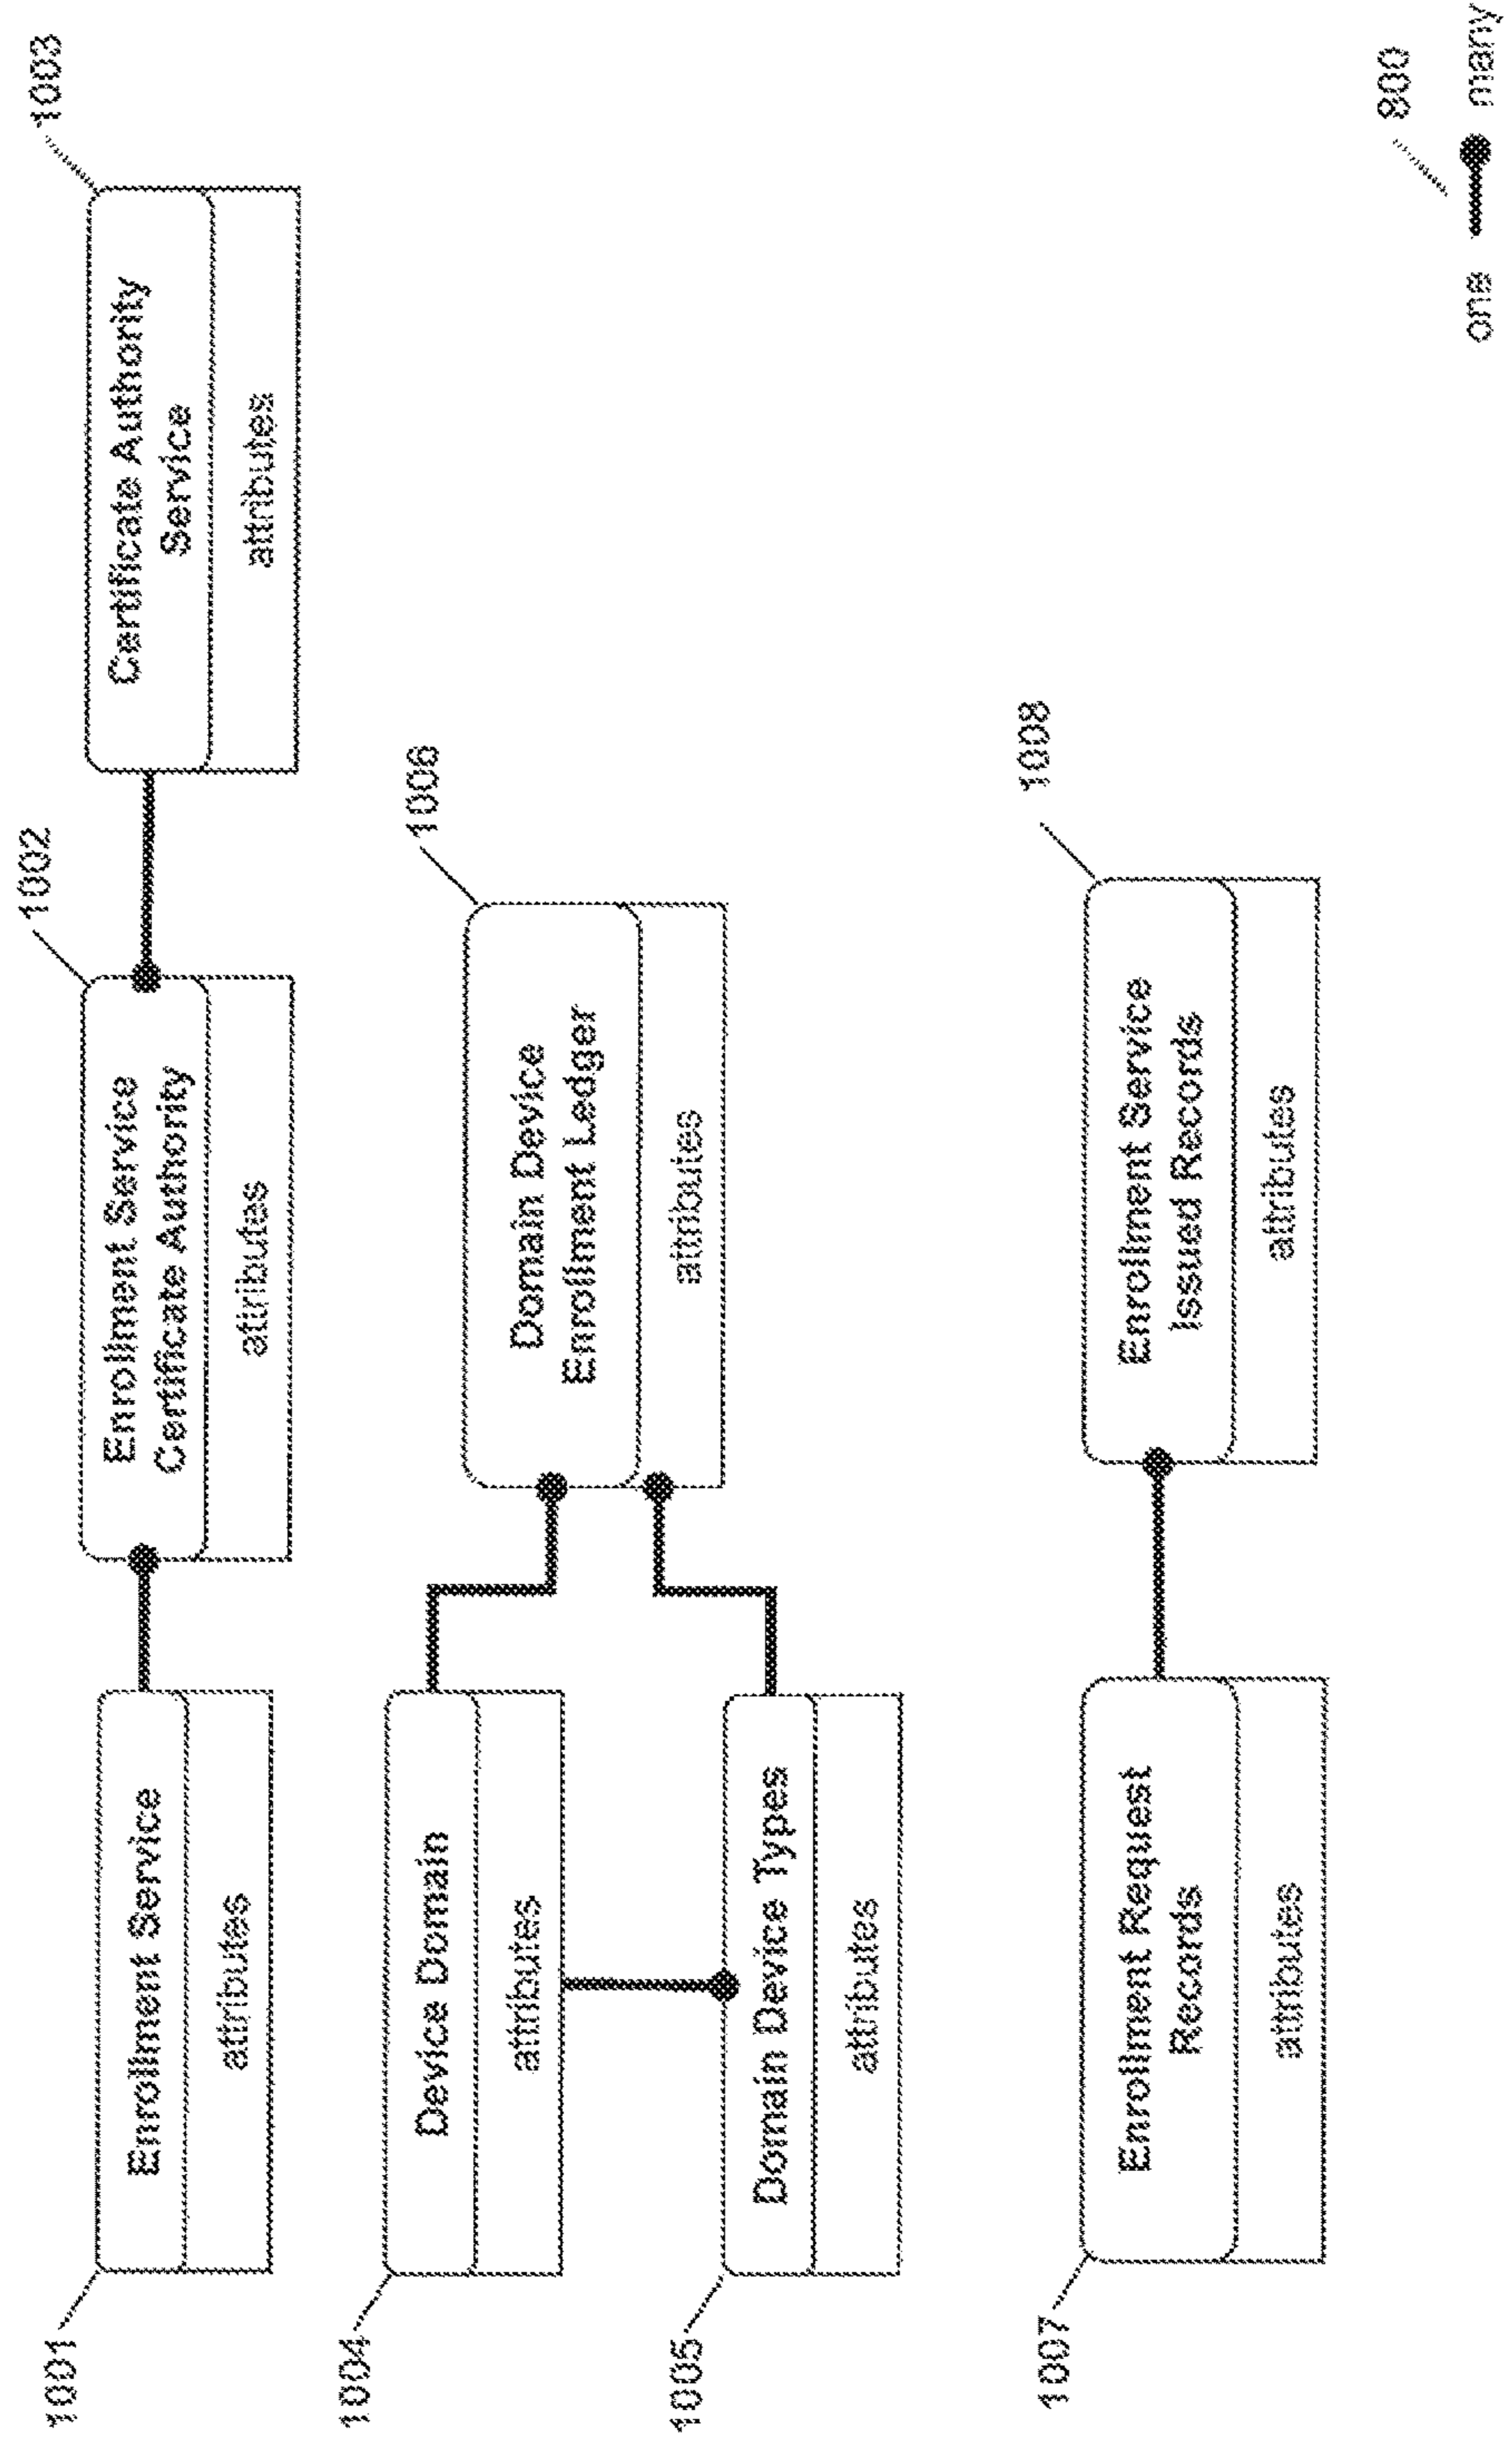 1001
Enrollment Service
attributes
1002
Enrollment Service
Certificate Authority
attributes
1003
Certificate Authority
Service
attributes
1004
Device Domain
attributes
1005
Domain Device Types
attributes
1006
Domain Device
Enrollment Ledger
attributes
1007
Enrollment Request
Records
attributes
1008
Enrollment Service
Issued Records
attributes
800
one many